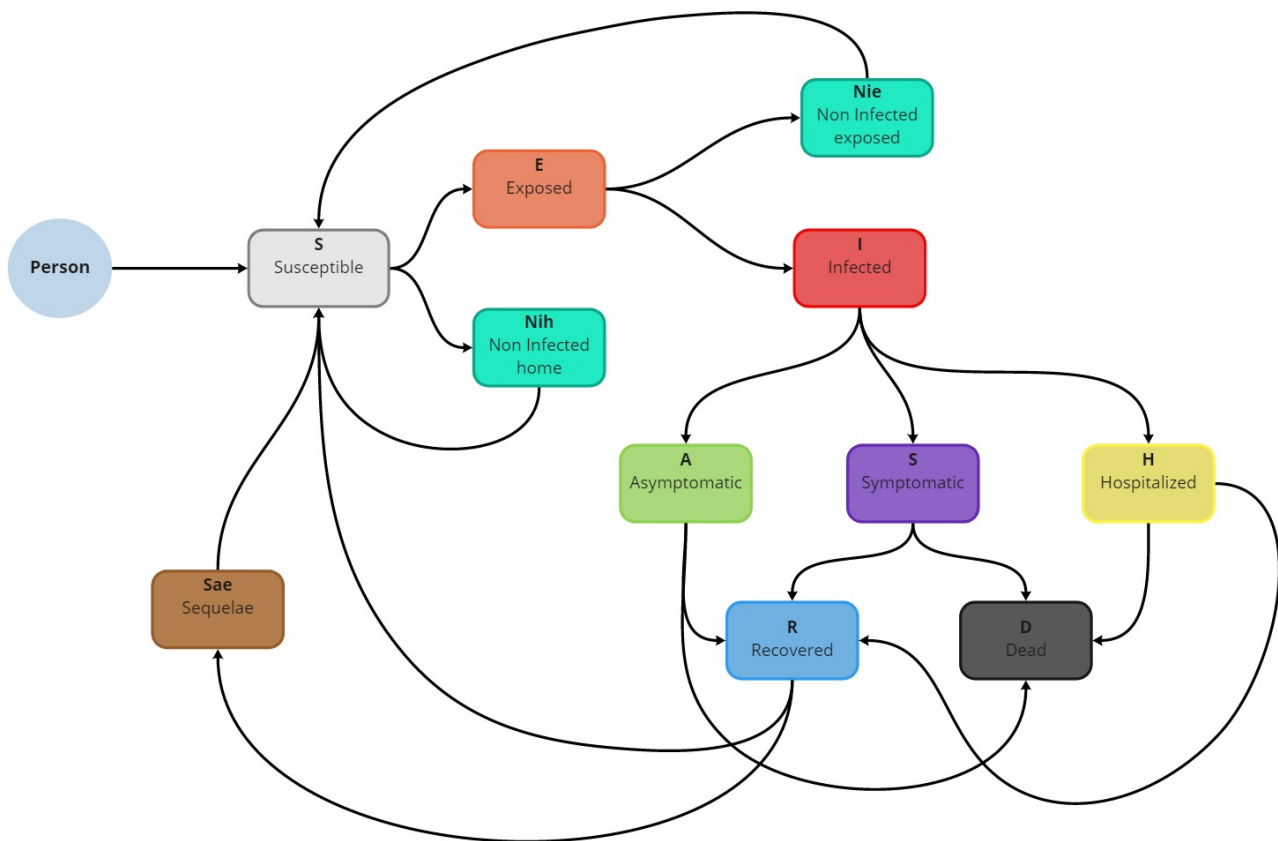 Nie
Non Infected
exposed
E
Exposed
S
Susceptible
I
Infected
Person
Nih
Non Infected
home
A
Asymptomatic
S
Symptomatic
H
Hospitalized
Sae
Sequelae
R
Recovered
D
Dead